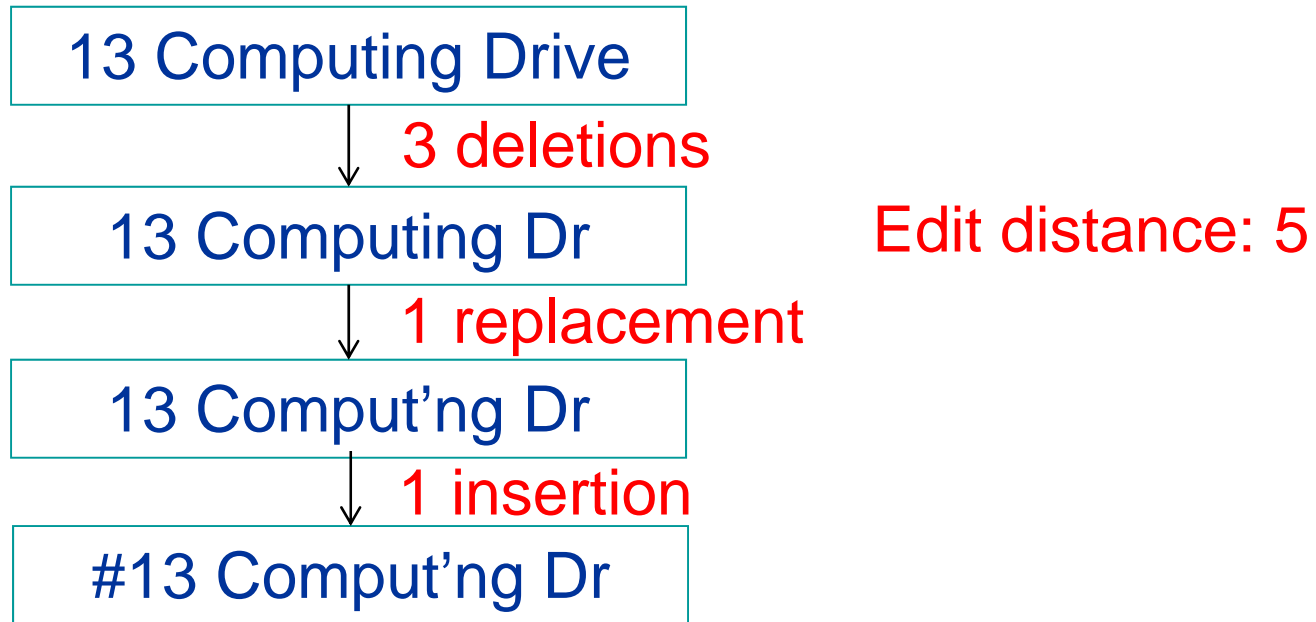 13 Computing Drive
3 deletions
13 Computing Dr
Edit distance: 5
1 replacement
13 Comput’ng Dr
1 insertion
#13 Comput’ng Dr